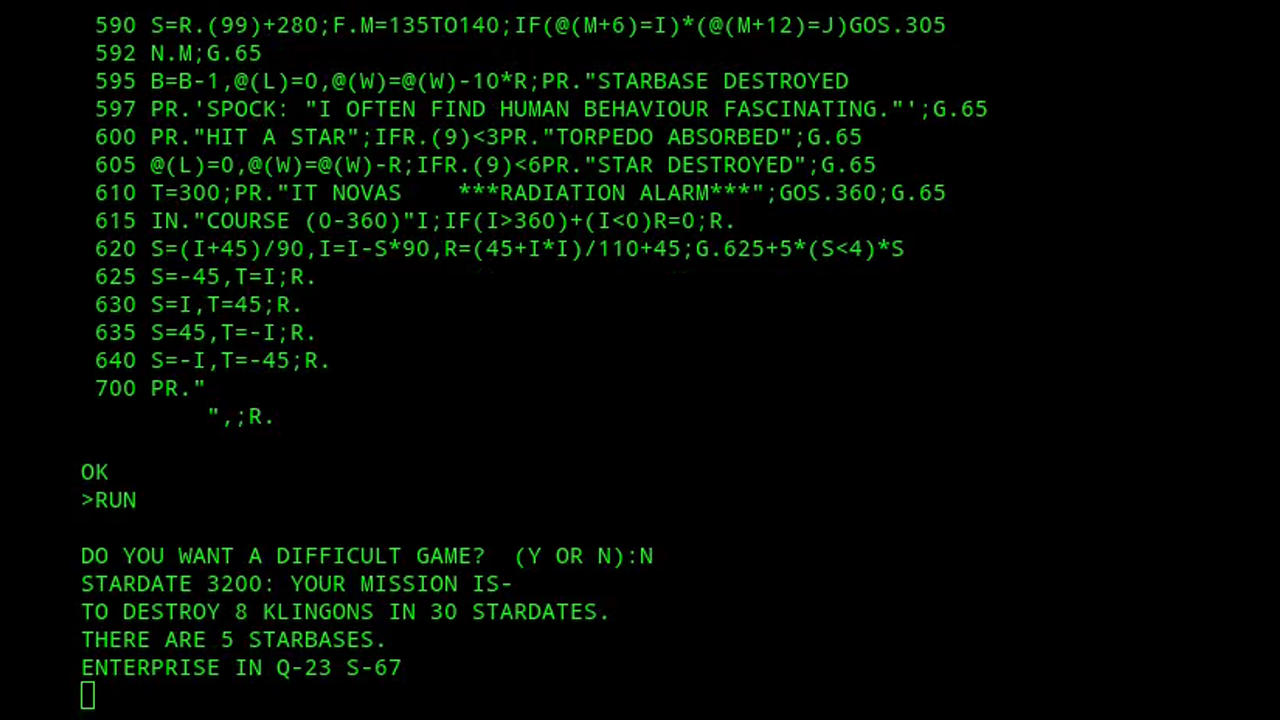 590 S=R.(99)+280;F.M=135TO140;IF(@(M+6)=I)*(@(M+12)=J)GOS.305
592 N.M;G.65
595 B=B-1,@(L)=0,@(W)=@(W)-10*R;PR."STARBASE DESTROYED
597 PR.'SPOCK: "I OFTEN FIND HUMAN BEHAVIOUR FASCINATING."';G.65
600 PR."HIT A STAR";IFR.(9)<3PR."TORPEDO ABSORBED";G.65
605 @(L)=0,@(W)=@(W)-R;IFR.(9)<6PR."STAR DESTROYED";G.65
610 T=300;PR."IT NOVAS    ***RADIATION ALARM***";GOS.360;G.65
615 IN."COURSE (0-360)"I;IF(I>360)+(I<0)R=0;R.
620 S=(I+45)/90,I=I-S*90,R=(45+I*I)/110+45;G.625+5*(S<4)*S
625 S=-45,T=I;R.
630 S=I,T=45;R.
635 S=45,T=-I;R.
640 S=-I,T=-45;R.
700 PR."
",;R.
OK
>RUN
DO YOU WANT A DIFFICULT GAME?  (Y OR N):N
STARDATE 3200: YOUR MISSION IS-
TO DESTROY 8 KLINGONS IN 30 STARDATES.
THERE ARE 5 STARBASES.
ENTERPRISE IN Q-23 S-67